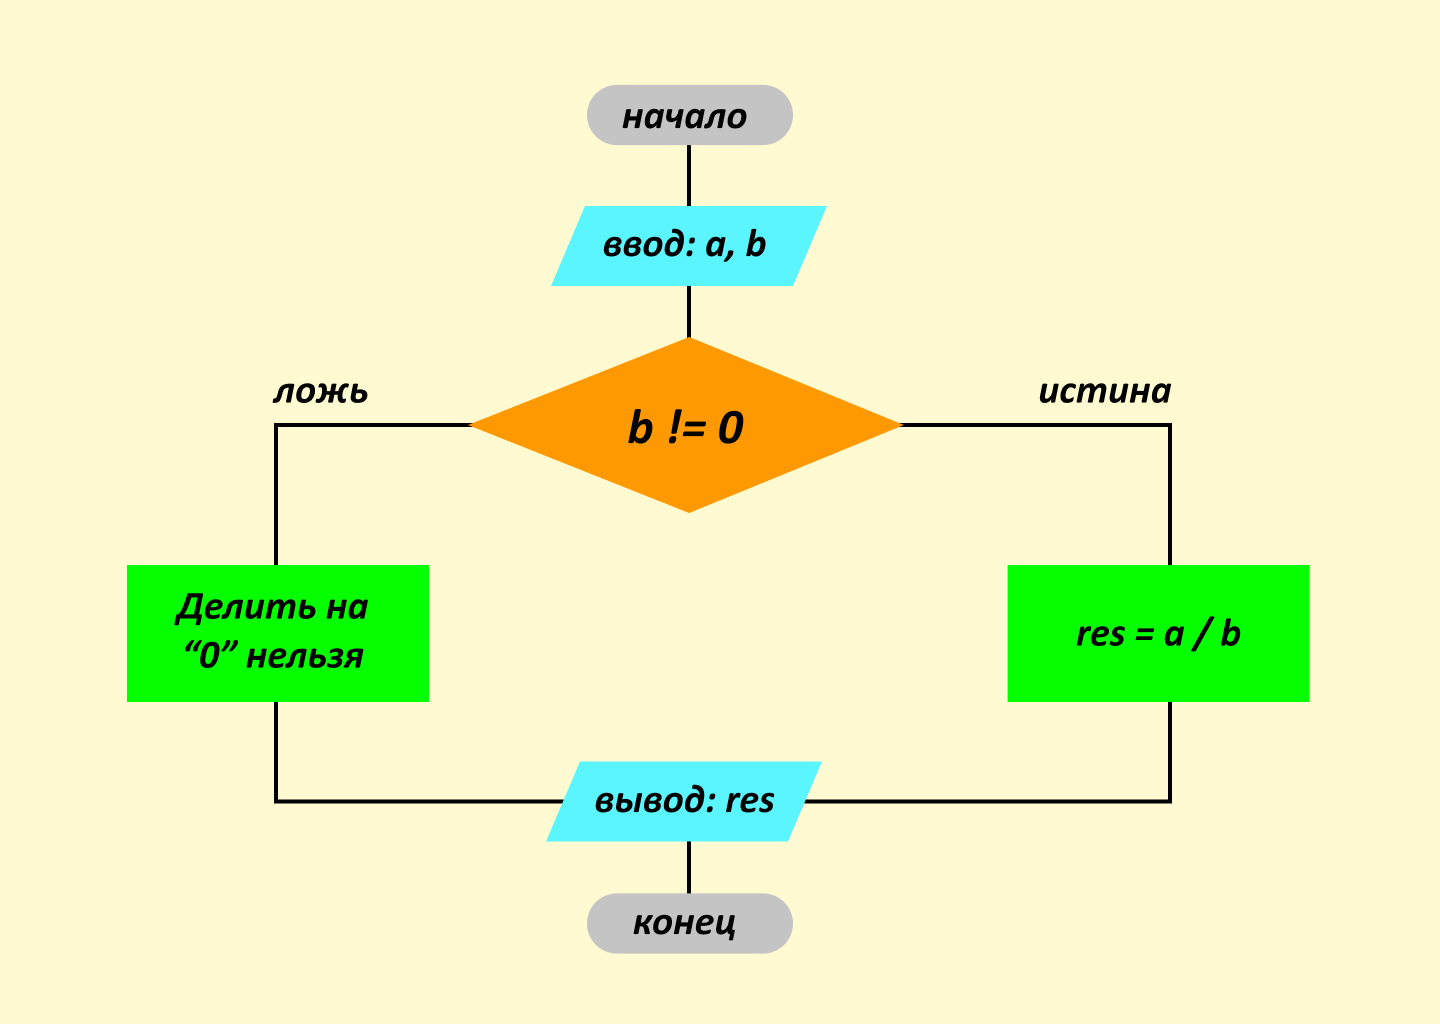 начало
ввод: a, b
ложь
истина
b != 0
Делить на
“0” нельзя
res = a / b
вывод: res
конец